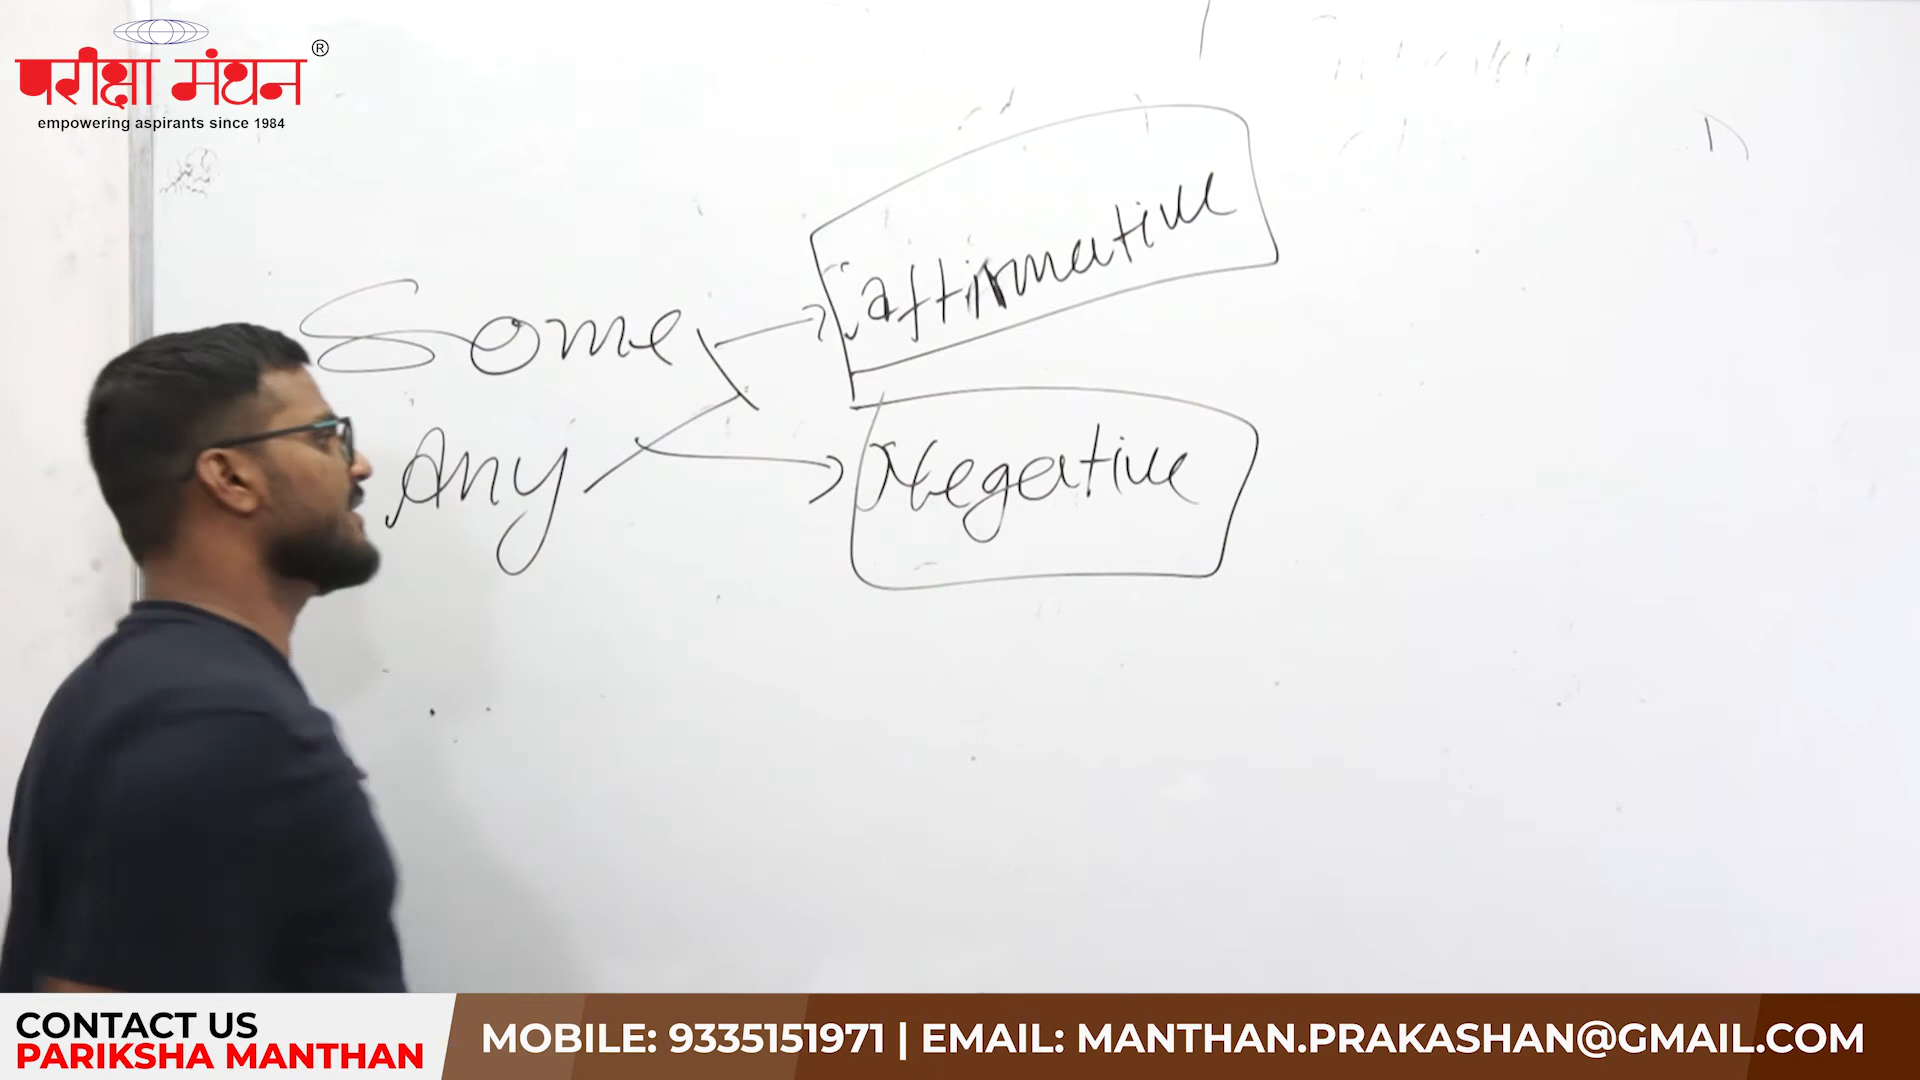 परीक्षा मंथन ®
empowering aspirants since 1984
Some affirmative
Any Negative
CONTACT US
PARIKSHA MANTHAN
MOBILE: 9335151971 | EMAIL: MANTHAN.PRAKASHAN@GMAIL.COM